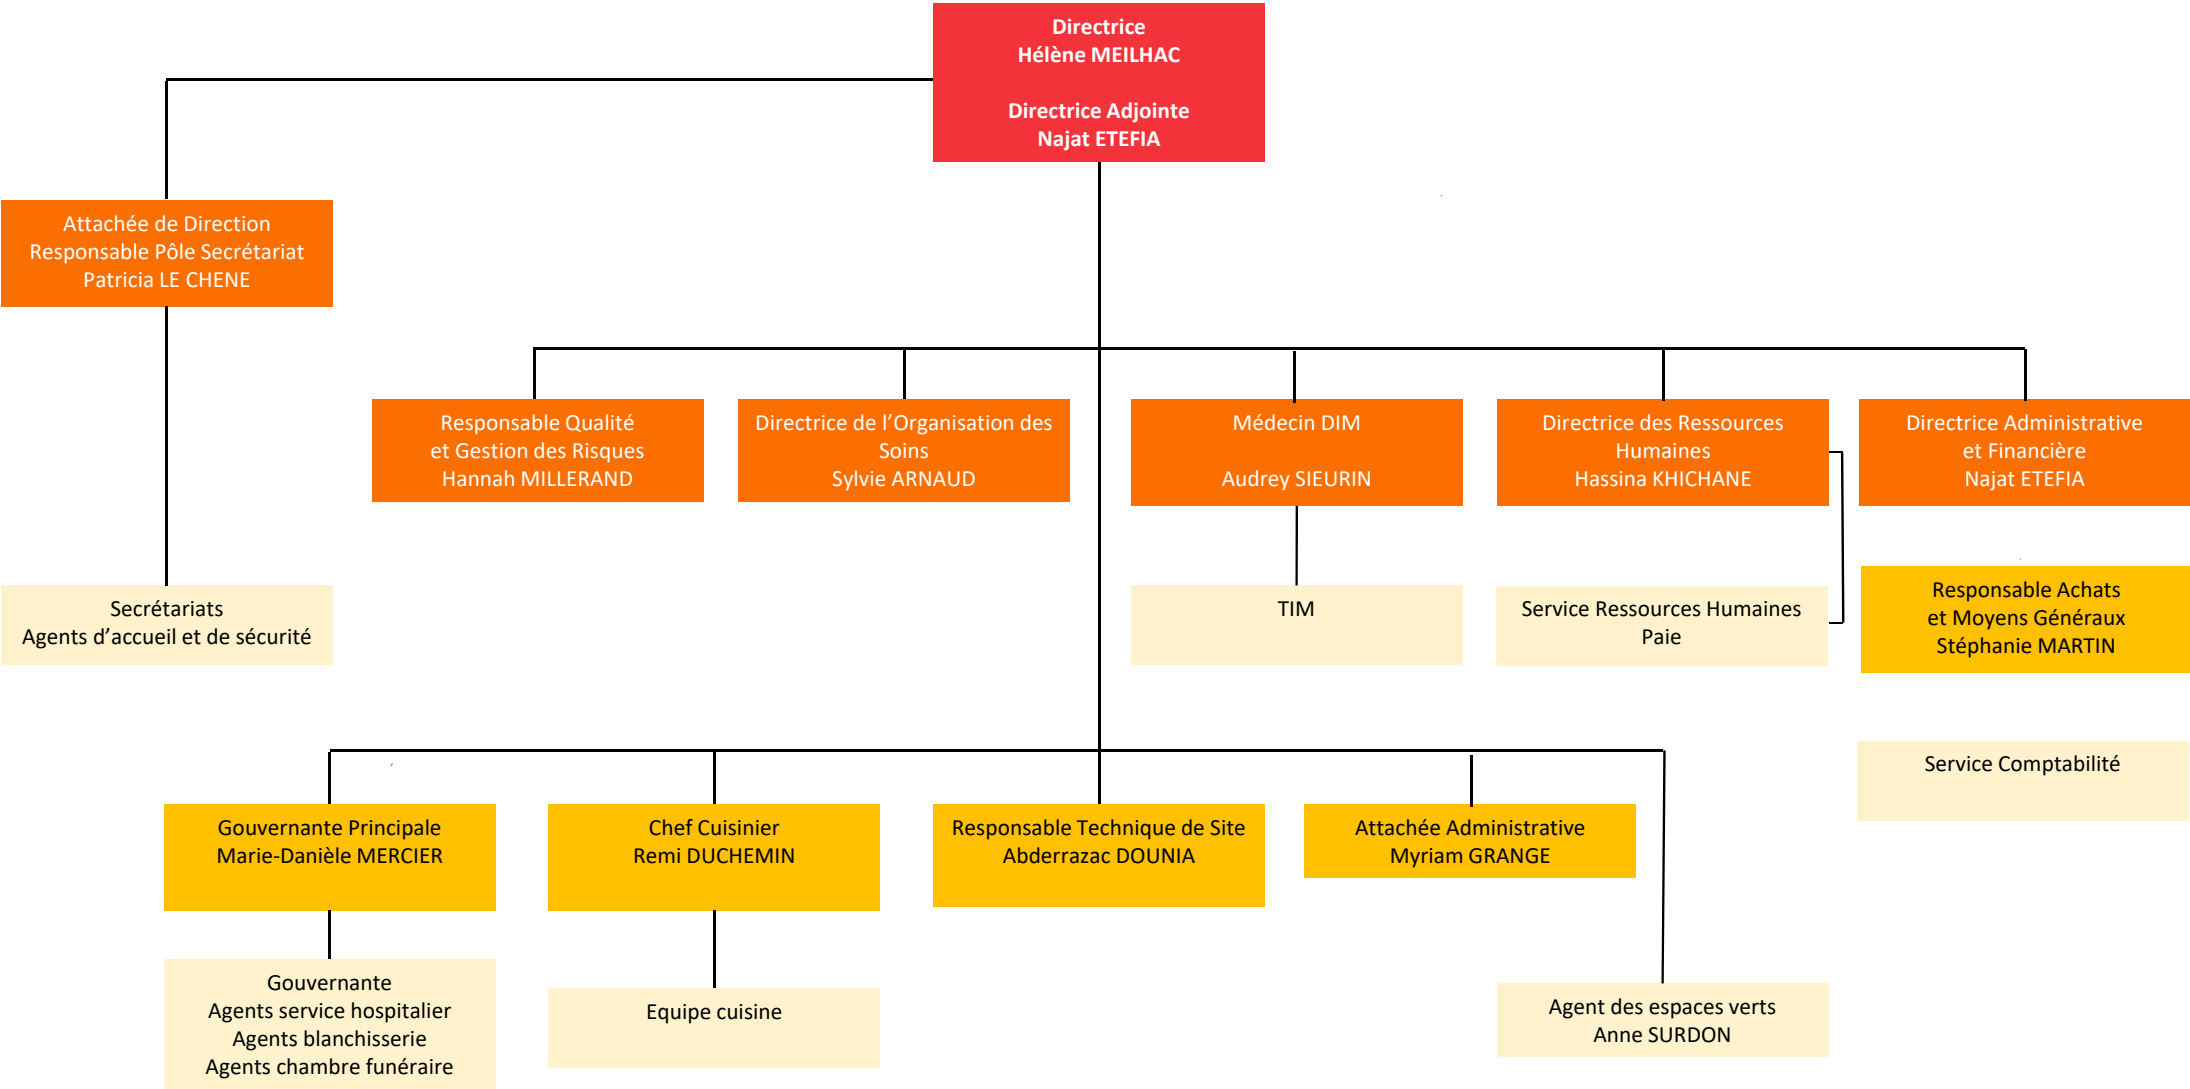 Directrice
Hélène MEILHAC
Directrice Adjointe
Najat ETEFIA
Attachée de Direction
Responsable Pôle Secrétariat
Patricia LE CHENE
Responsable Qualité
et Gestion des Risques
Hannah MILLERAND
Directrice de l’Organisation des
Soins
Sylvie ARNAUD
Médecin DIM
Audrey SIEURIN
Directrice des Ressources
Humaines
Hassina KHICHANE
Directrice Administrative
et Financière
Najat ETEFIA
Secrétariats
Agents d’accueil et de sécurité
TIM
Service Ressources Humaines
Paie
Responsable Achats
et Moyens Généraux
Stéphanie MARTIN
Service Comptabilité
Gouvernante Principale
Marie-Danièle MERCIER
Chef Cuisinier
Remi DUCHEMIN
Responsable Technique de Site
Abderrazac DOUNIA
Attachée Administrative
Myriam GRANGE
Gouvernante
Agents service hospitalier
Agents blanchisserie
Agents chambre funéraire
Equipe cuisine
Agent des espaces verts
Anne SURDON